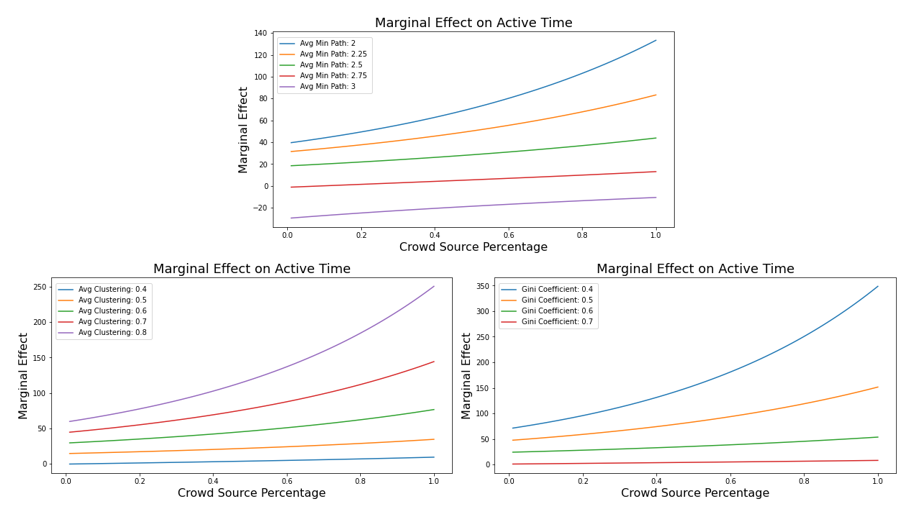 Marginal Effect on Active Time
140
120
100
80
60
40
20
0
−20
Marginal Effect
Avg Min Path: 2
Avg Min Path: 2.25
Avg Min Path: 2.5
Avg Min Path: 2.75
Avg Min Path: 3
0.0 0.2 0.4 0.6 0.8 1.0
Crowd Source Percentage
Marginal Effect on Active Time
250
200
150
100
50
0
Marginal Effect
Avg Clustering: 0.4
Avg Clustering: 0.5
Avg Clustering: 0.6
Avg Clustering: 0.7
Avg Clustering: 0.8
0.0 0.2 0.4 0.6 0.8 1.0
Crowd Source Percentage
Marginal Effect on Active Time
350
300
250
200
150
100
50
0
Marginal Effect
Gini Coefficient: 0.4
Gini Coefficient: 0.5
Gini Coefficient: 0.6
Gini Coefficient: 0.7
0.0 0.2 0.4 0.6 0.8 1.0
Crowd Source Percentage